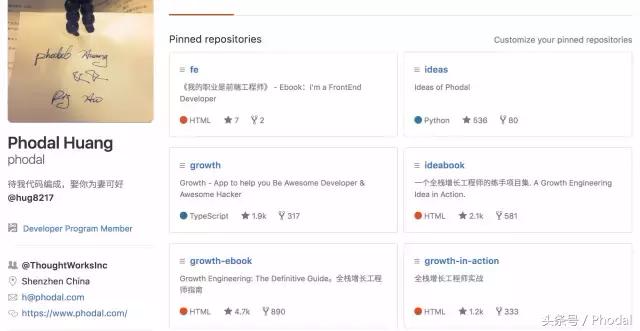 Pinned repositories
Customize your pinned repositories
fe
《我的职业是前端工程师》 - Ebook：I'm a FrontEnd
Developer
HTML 7 2
ideas
Ideas of Phodal
Python 536 80
growth
Growth - App to help you Be Awesome Developer &
Awesome Hacker
TypeScript 1.9k 317
ideabook
一个全栈增长工程师的练手项目集. A Growth Engineering
Idea in Action.
HTML 2.1k 581
growth-ebook
Growth Engineering: The Definitive Guide。全栈增长工程
师指南
HTML 4.7k 890
growth-in-action
全栈增长工程师实战
HTML 1.2k 333
phodal Huang
Phodal Huang
phodal
待我代码编成，娶你为妻可好
@hug8217
Developer Program Member
@ThoughtWorksInc
Shenzhen China
h@phodal.com
https://www.phodal.com/
头条号 / Phodal